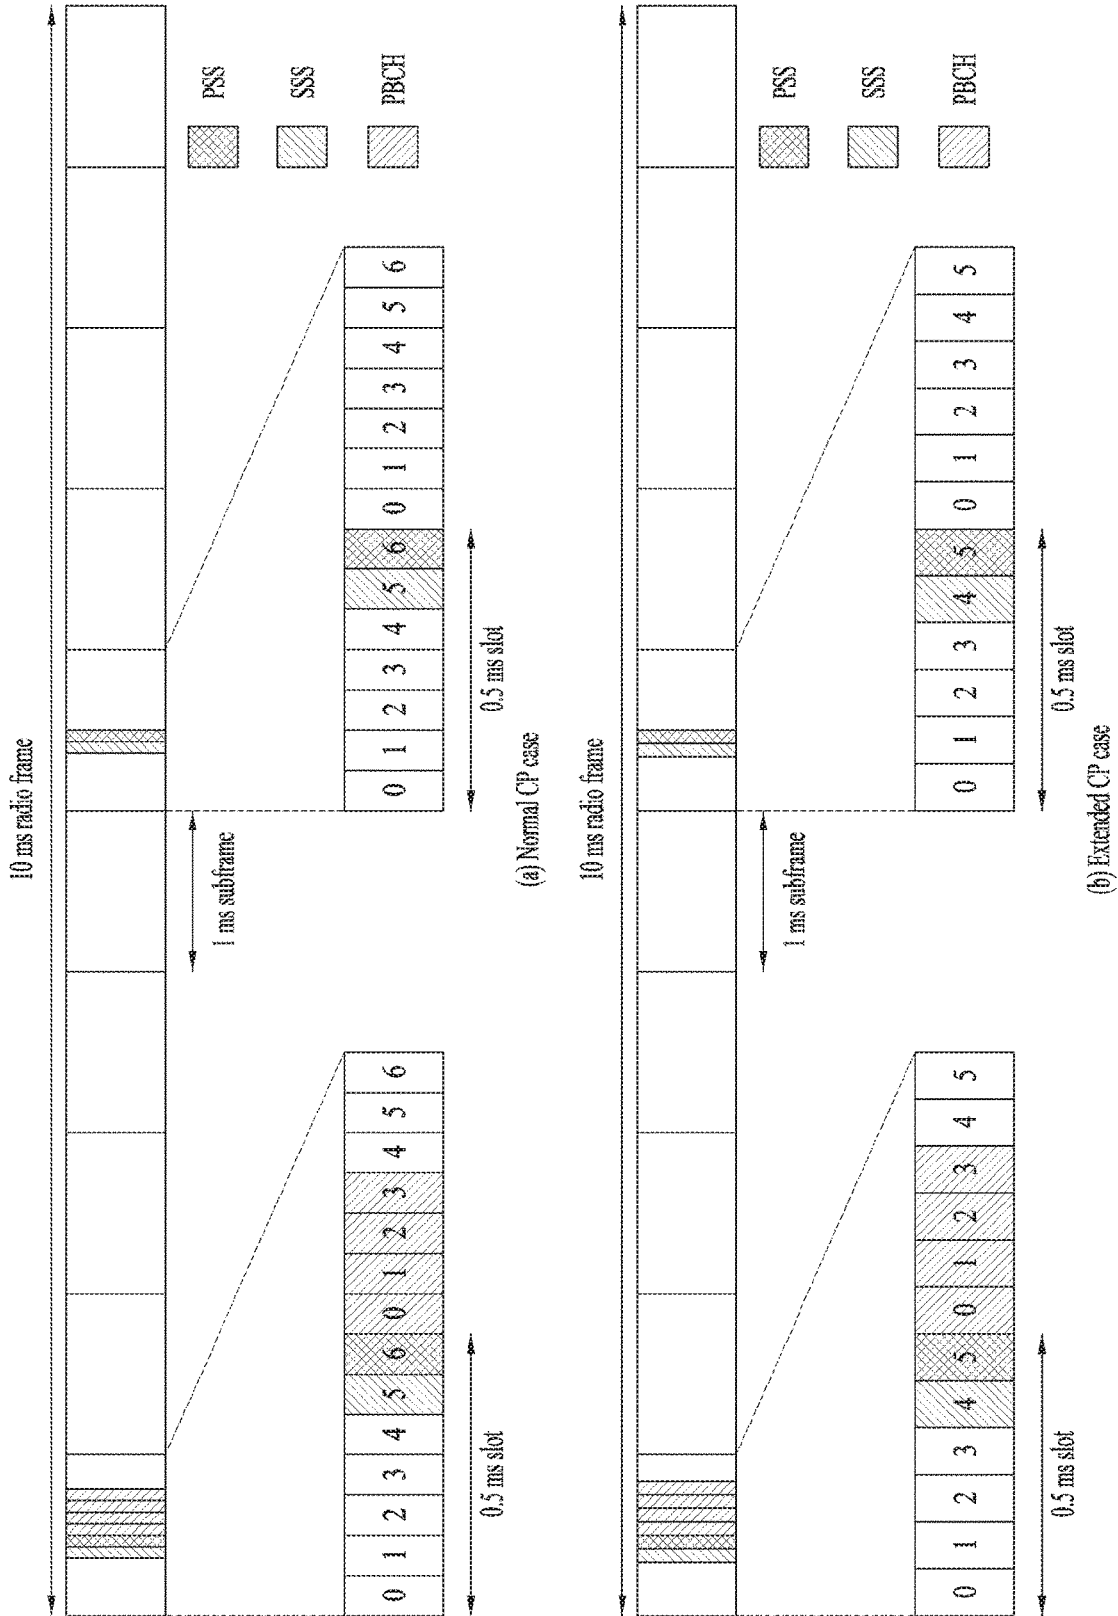 10 ms radio frame
1 ms subframe
PSS
SSS
PBCH
0 1 2 3 4 5 6 0 1 2 3 4 5 6
0.5 ms slot
0 1 2 3 4 5 6 0 1 2 3 4 5 6
0.5 ms slot
(a) Normal CP case
10 ms radio frame
1 ms subframe
PSS
SSS
PBCH
0 1 2 3 4 5 0 1 2 3 4 5
0.5 ms slot
0 1 2 3 4 5 0 1 2 3 4 5
0.5 ms slot
(b) Extended CP case